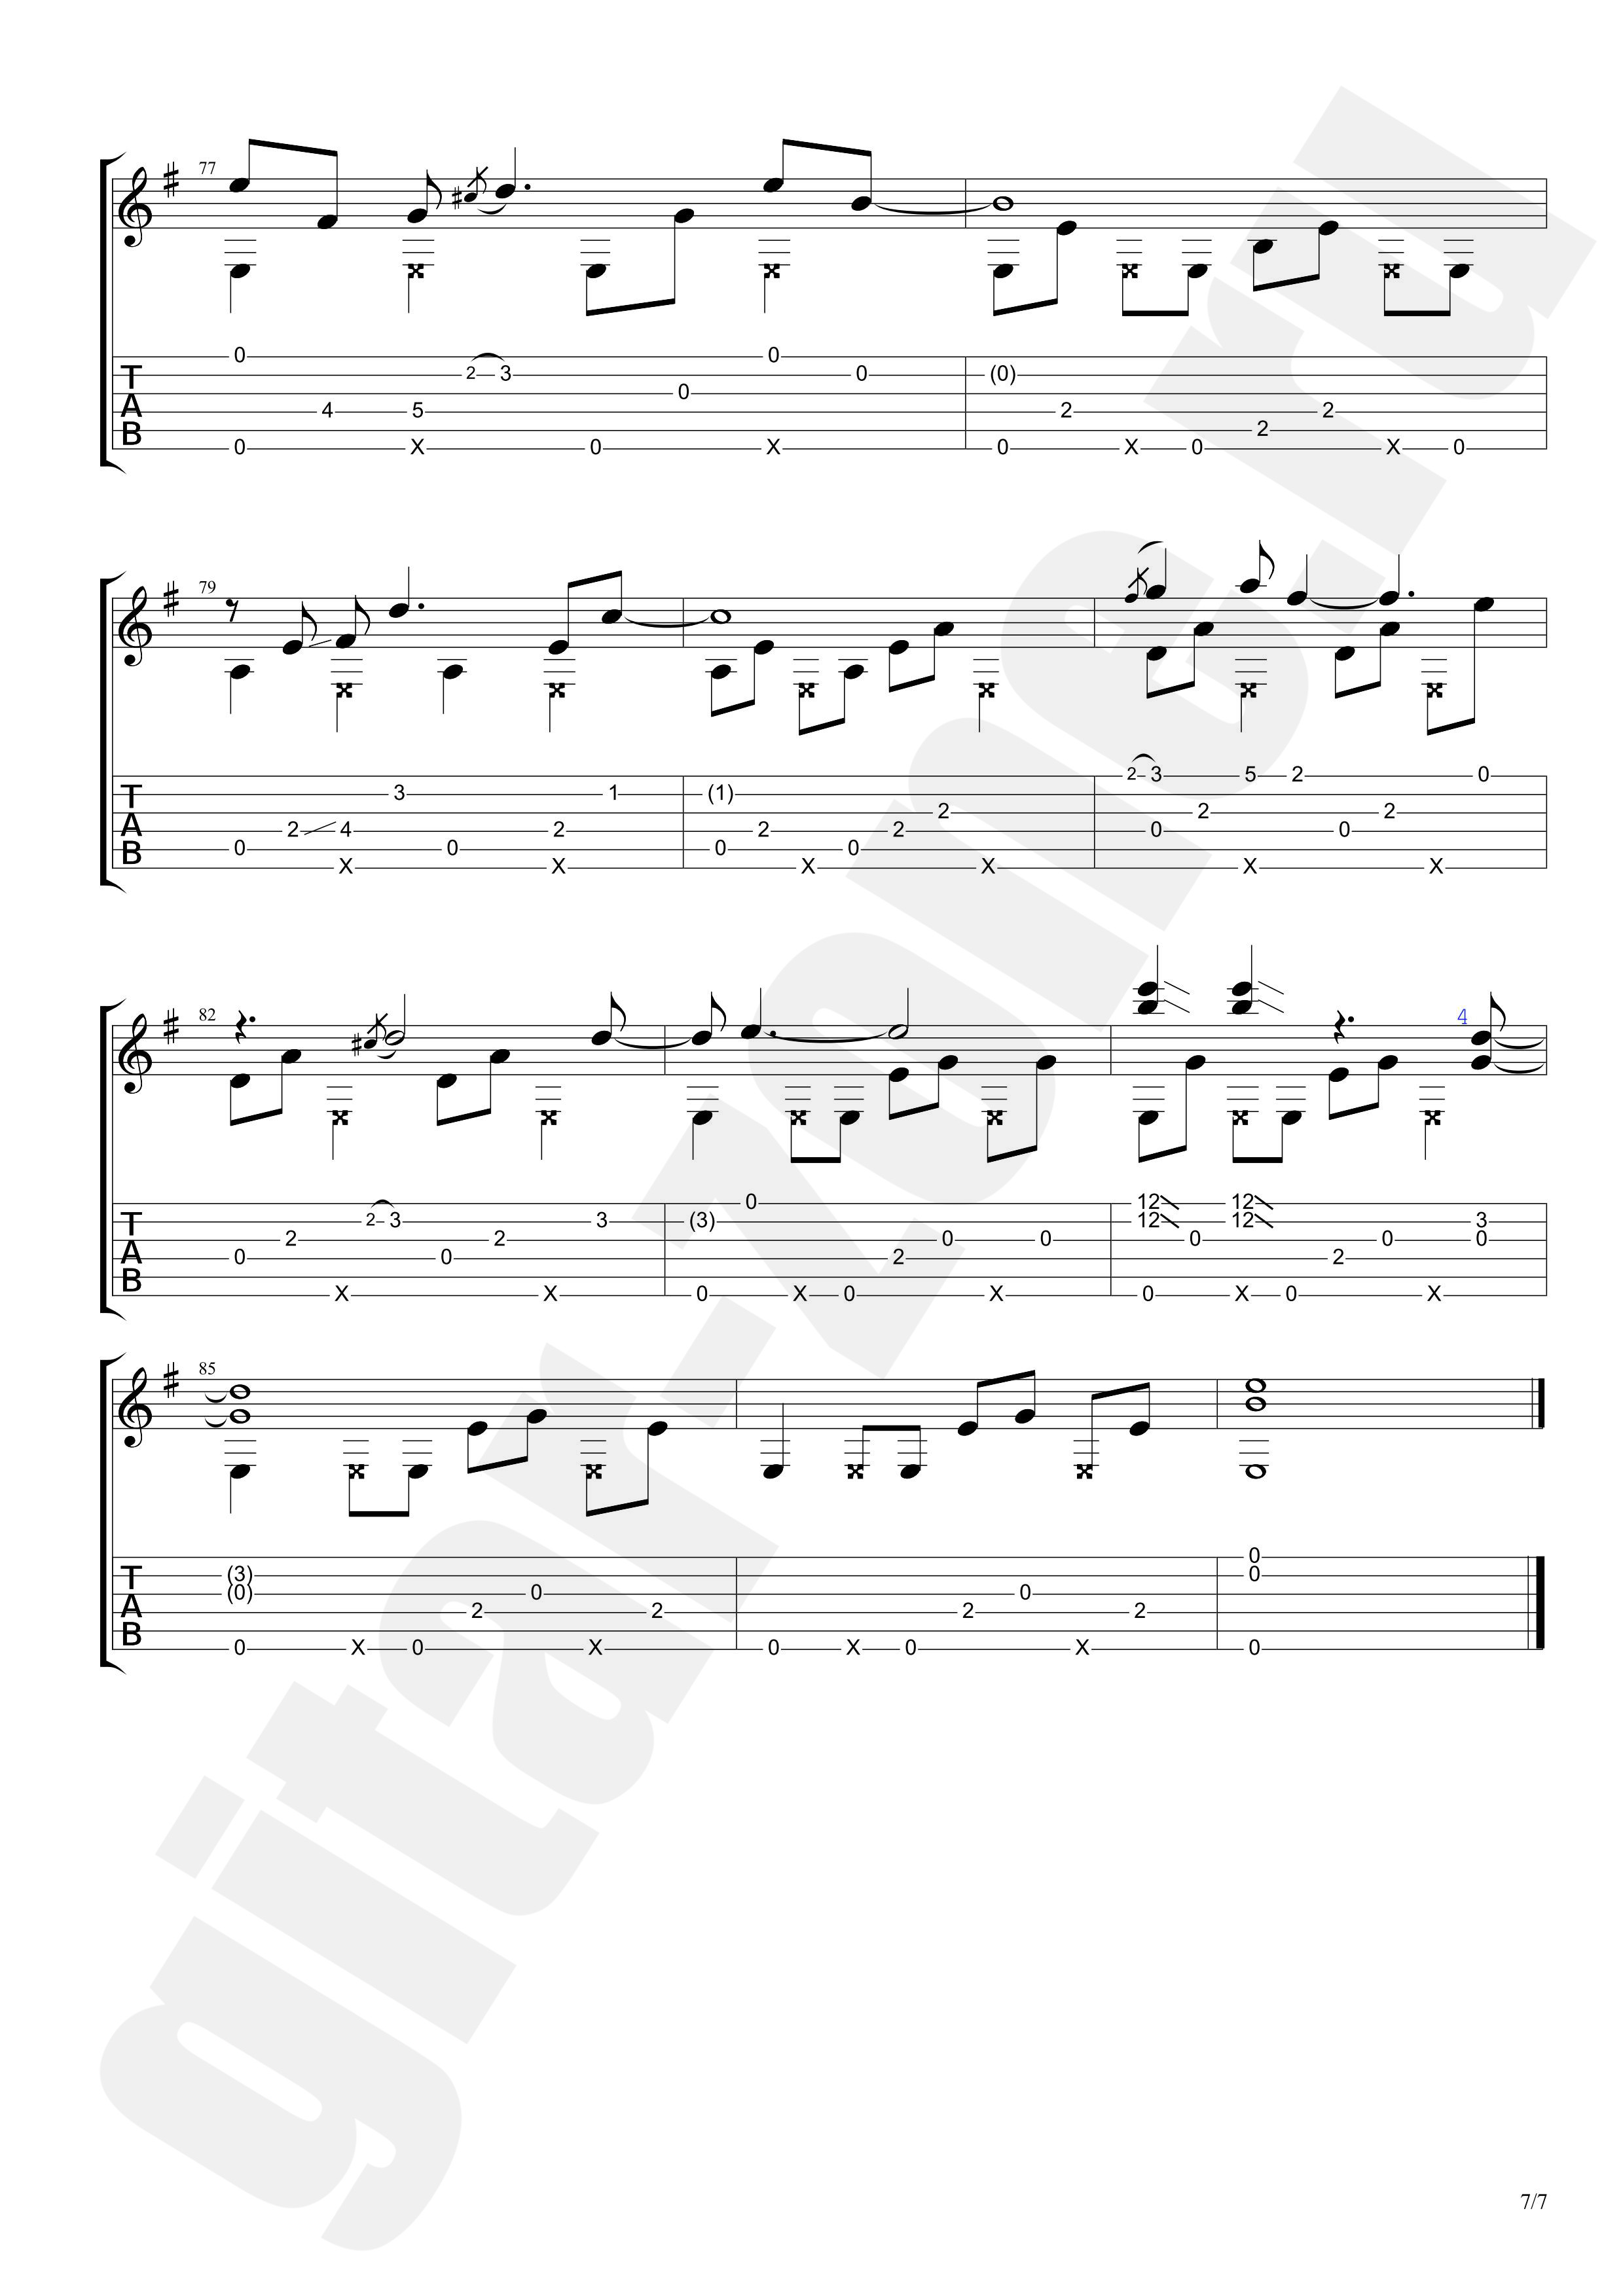 77
0 2 3 0
0 (0)
0
4 5 2 2
2
0 X 0 X 0 X 0 X 0
79
2 3 5 2 0
3 1 (1)
2 2 2
2 4 2 2 2 0 0
0 0 0 0
X X X X X X
82 4
0 12 12
2 3 3 (3) 12 12 3
2 2 0 0 0 0 0
0 0 2 2
X X 0 X 0 X 0 X 0 X
85
0
(3) 0
(0) 0 0
2 2 2 2
0 X 0 X 0 X 0 X 0
T
A
B
T
A
B
T
A
B
T
A
B
gitar-zone.ru
7/7